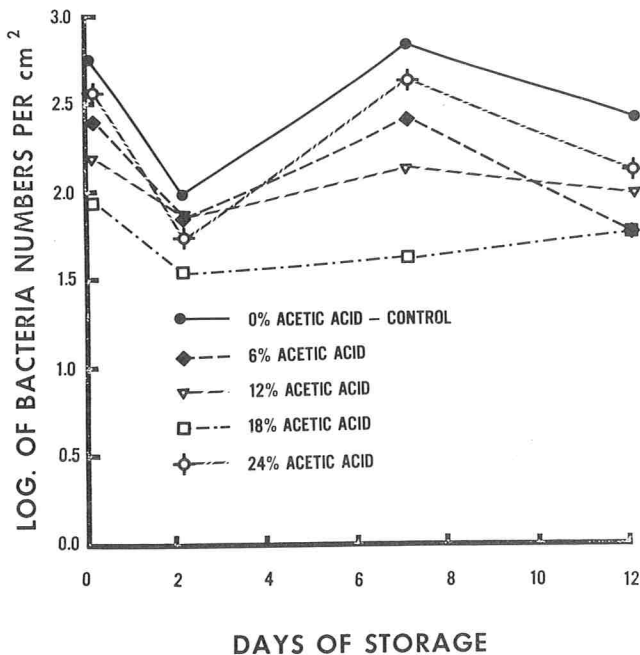 LOG. OF BACTERIA NUMBERS PER cm²
3.0
2.5
2.0
1.5
1.0
0.5
0.0
0% ACETIC ACID – CONTROL
6% ACETIC ACID
12% ACETIC ACID
18% ACETIC ACID
24% ACETIC ACID
0 2 4 6 8 10 12
DAYS OF STORAGE